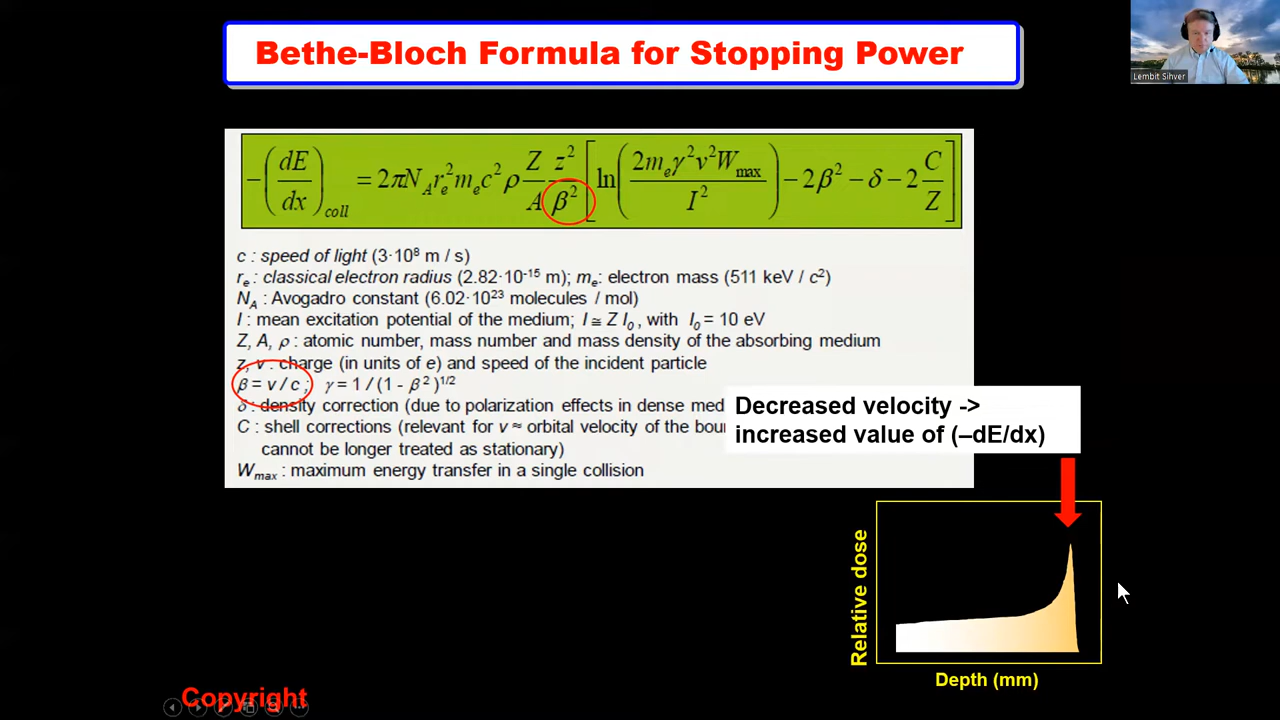 Bethe-Bloch Formula for Stopping Power
Lembit Sihver
-(dE/dx)coll = 2πN_A r_e² m_e c² ρ Z/A z²/β² [ln(2m_e γ² v² W_max / I²) − 2β² − δ − 2 C/Z]
c : speed of light (3·10⁸ m / s)
r_e : classical electron radius (2.82·10⁻¹⁵ m); m_e: electron mass (511 keV / c²)
N_A : Avogadro constant (6.02·10²³ molecules / mol)
I : mean excitation potential of the medium; I ≅ Z I₀ , with I₀ = 10 eV
Z, A, ρ : atomic number, mass number and mass density of the absorbing medium
z, v : charge (in units of e) and speed of the incident particle
β = v / c ; γ = 1 / (1 - β² )^1/2
δ : density correction (due to polarization effects in dense med
C : shell corrections (relevant for v ≈ orbital velocity of the bou
cannot be longer treated as stationary)
W_max : maximum energy transfer in a single collision
Decreased velocity ->
increased value of (–dE/dx)
Relative dose
Depth (mm)
Copyright